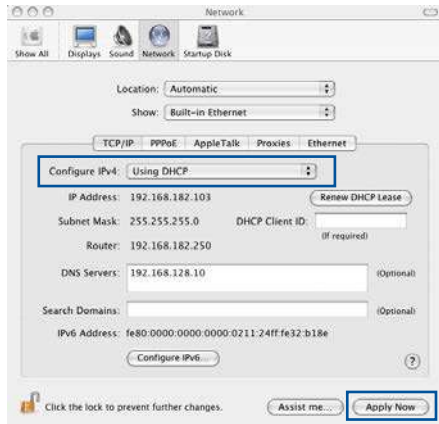 Network
Show All Displays Sound Network Startup Disk
Location: Automatic
Show: Built-in Ethernet
TCP/IP PPPoE AppleTalk Proxies Ethernet
Configure IPv4: Using DHCP
IP Address: 192.168.182.103 Renew DHCP Lease
Subnet Mask: 255.255.255.0 DHCP Client ID:
(If required)
Router: 192.168.182.250
DNS Servers: 192.168.128.10 (Optional)
Search Domains: (Optional)
IPv6 Address: fe80:0000:0000:0000:0211:24ff:fe32:b18e
Configure IPv6...
?
Click the lock to prevent further changes. Assist me... Apply Now